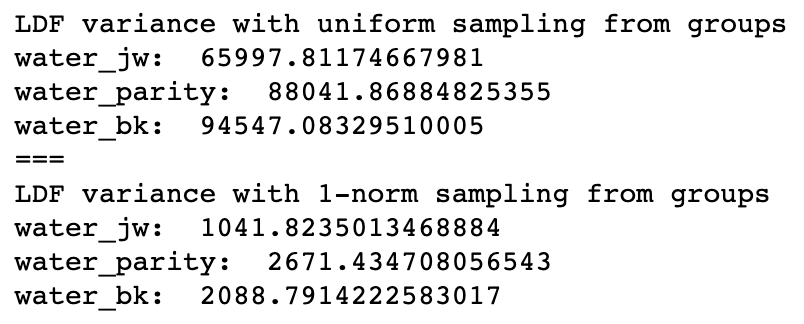 LDF variance with uniform sampling from groups
water_jw:  65997.81174667981
water_parity:  88041.86884825355
water_bk:  94547.08329510005
===
LDF variance with 1-norm sampling from groups
water_jw:  1041.8235013468884
water_parity:  2671.434708056543
water_bk:  2088.7914222583017